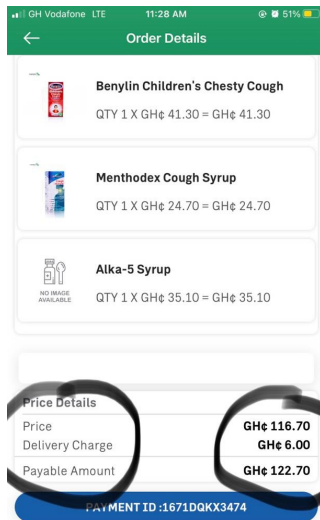 GH Vodafone LTE 11:28 AM 51%
Order Details
Benylin Children's Chesty Cough
QTY 1 X GH¢ 41.30 = GH¢ 41.30
Menthodex Cough Syrup
QTY 1 X GH¢ 24.70 = GH¢ 24.70
NO IMAGE
AVAILABLE
Alka-5 Syrup
QTY 1 X GH¢ 35.10 = GH¢ 35.10
Price Details
Price GH¢ 116.70
Delivery Charge GH¢ 6.00
Payable Amount GH¢ 122.70
PAYMENT ID :1671DQKX3474